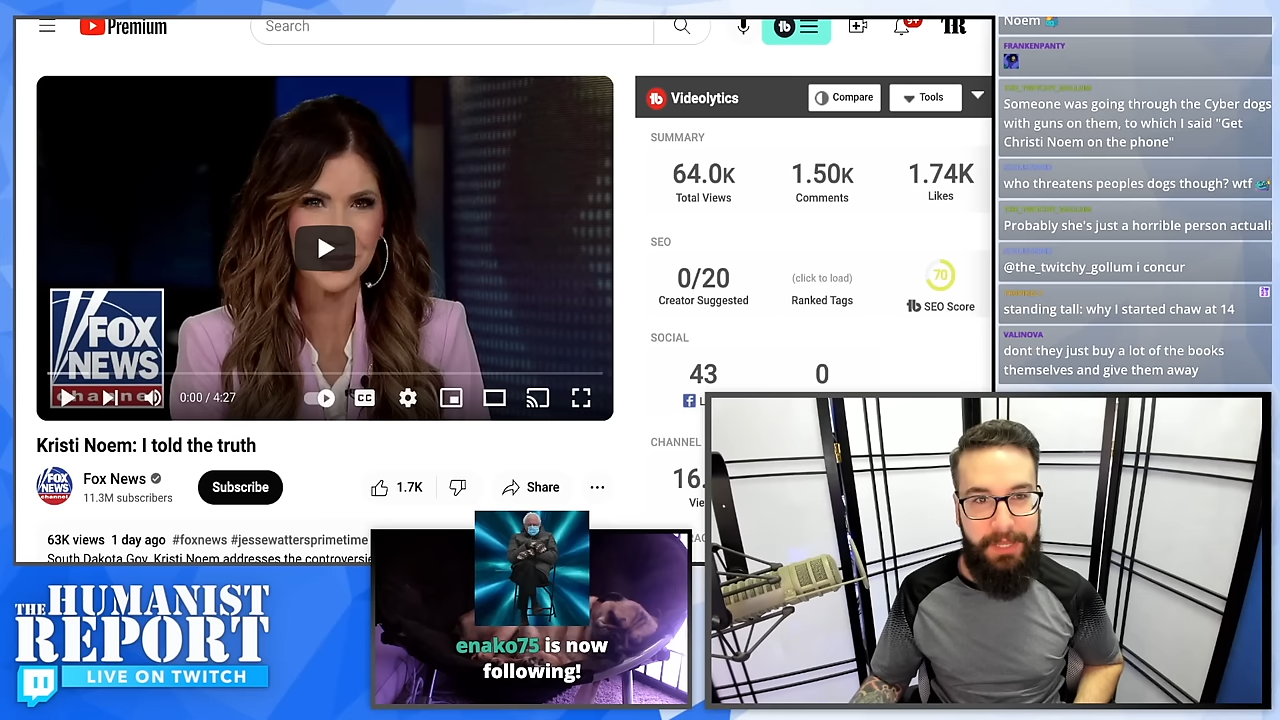 Premium
Search
9+
Videolytics
Compare
Tools
SUMMARY
64.0K
1.50K
1.74K
Total Views
Comments
Likes
SEO
0/20
(click to load)
70
Creator Suggested
Ranked Tags
SEO Score
SOCIAL
43
0
CHANNEL
16.
FOX
NEWS
channel
0:00 / 4:27
CC
Kristi Noem: I told the truth
Fox News
11.3M subscribers
Subscribe
1.7K
Share
63K views 1 day ago #foxnews #jessewattersprimetime
South Dakota Gov. Kristi Noem addresses the controversie
Noem
FRANKENPANTY
Someone was going through the Cyber dogs
with guns on them, to which I said "Get
Christi Noem on the phone"
who threatens peoples dogs though? wtf
Probably she's just a horrible person actuall
@the_twitchy_gollum i concur
standing tall: why I started chaw at 14
VALINOVA
dont they just buy a lot of the books
themselves and give them away
THE HUMANIST
REPORT
LIVE ON TWITCH
enako75 is now
following!